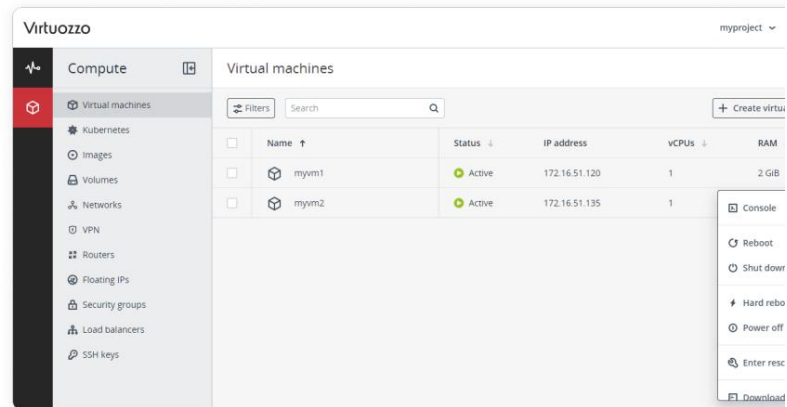 Virtuozzo
myproject
Compute
Virtual machines
Kubernetes
Images
Volumes
Networks
VPN
Routers
Floating IPs
Security groups
Load balancers
SSH keys
Virtual machines
Filters
Search
+ Create virtua
Name ↑ Status ↓ IP address vCPUs ↓ RAM
myvm1 Active 172.16.51.120 1 2 GiB
myvm2 Active 172.16.51.135 1
Console
Reboot
Shut down
Hard rebo
Power off
Enter resc
Download